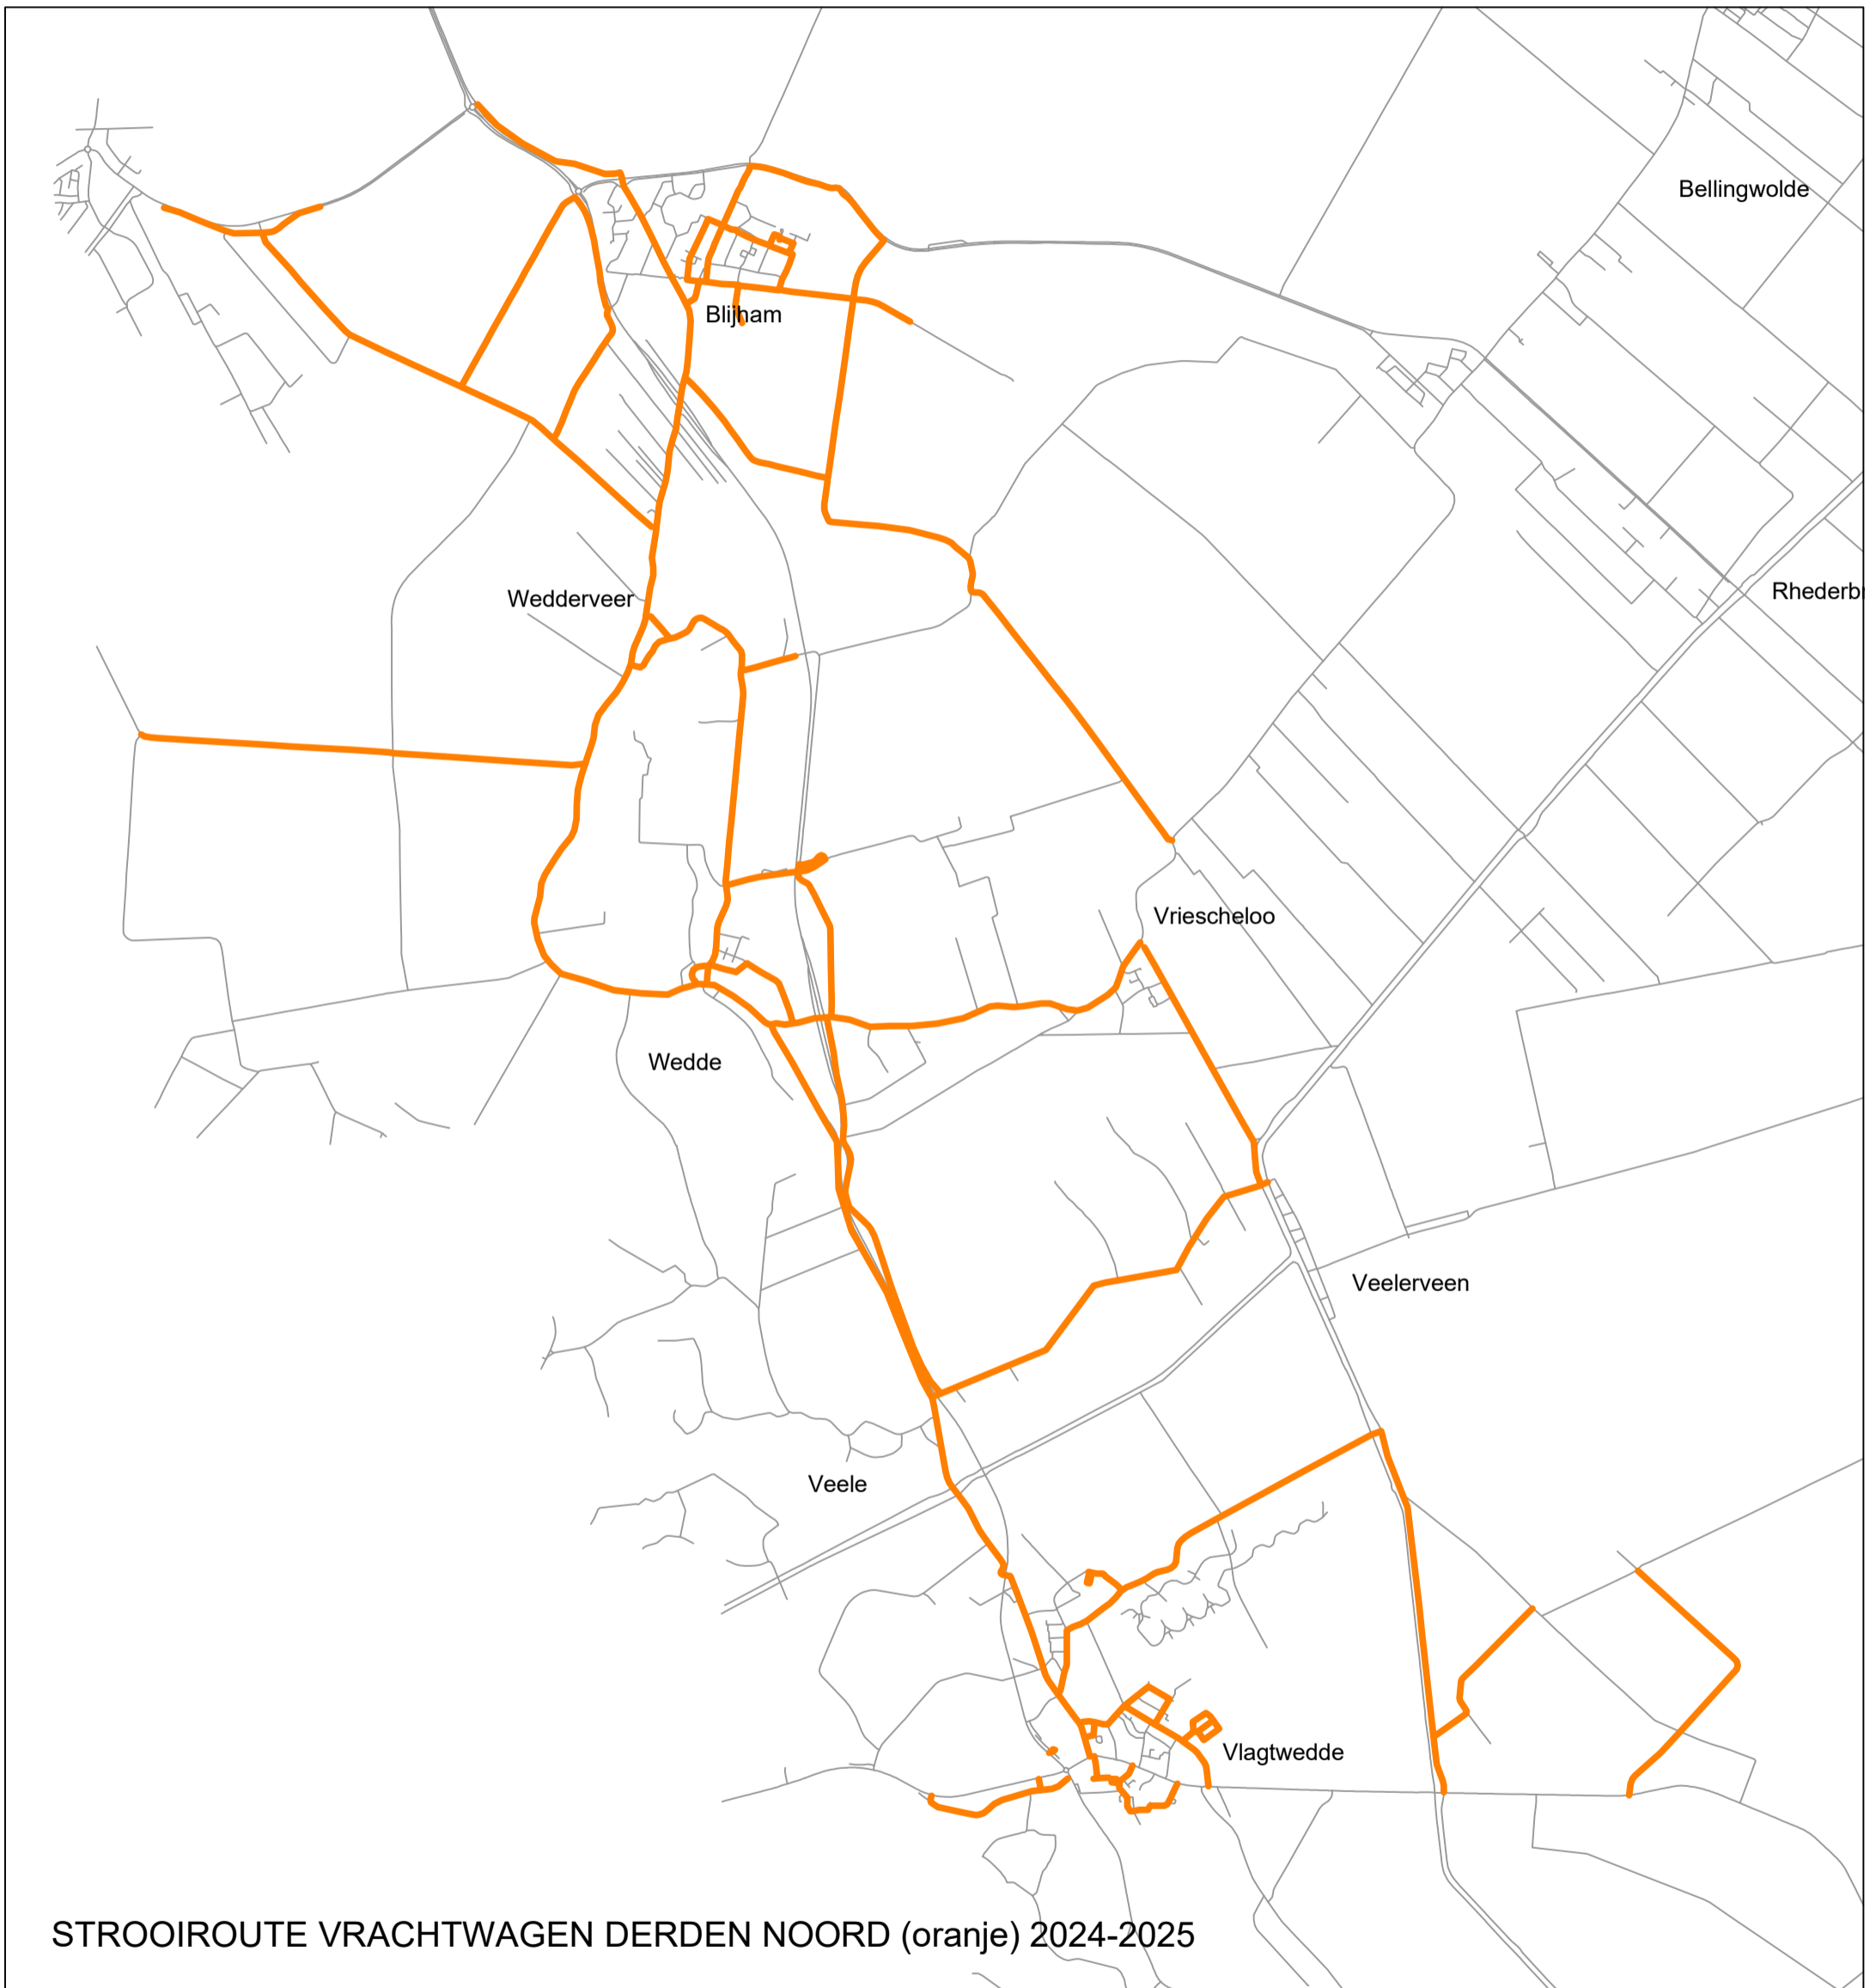 Bellingwolde
Blijham
Rhederbr
Wedderveer
Vriescheloo
Wedde
Veelerveen
Veele
Vlagtwedde
STROOIROUTE VRACHTWAGEN DERDEN NOORD (oranje) 2024-2025